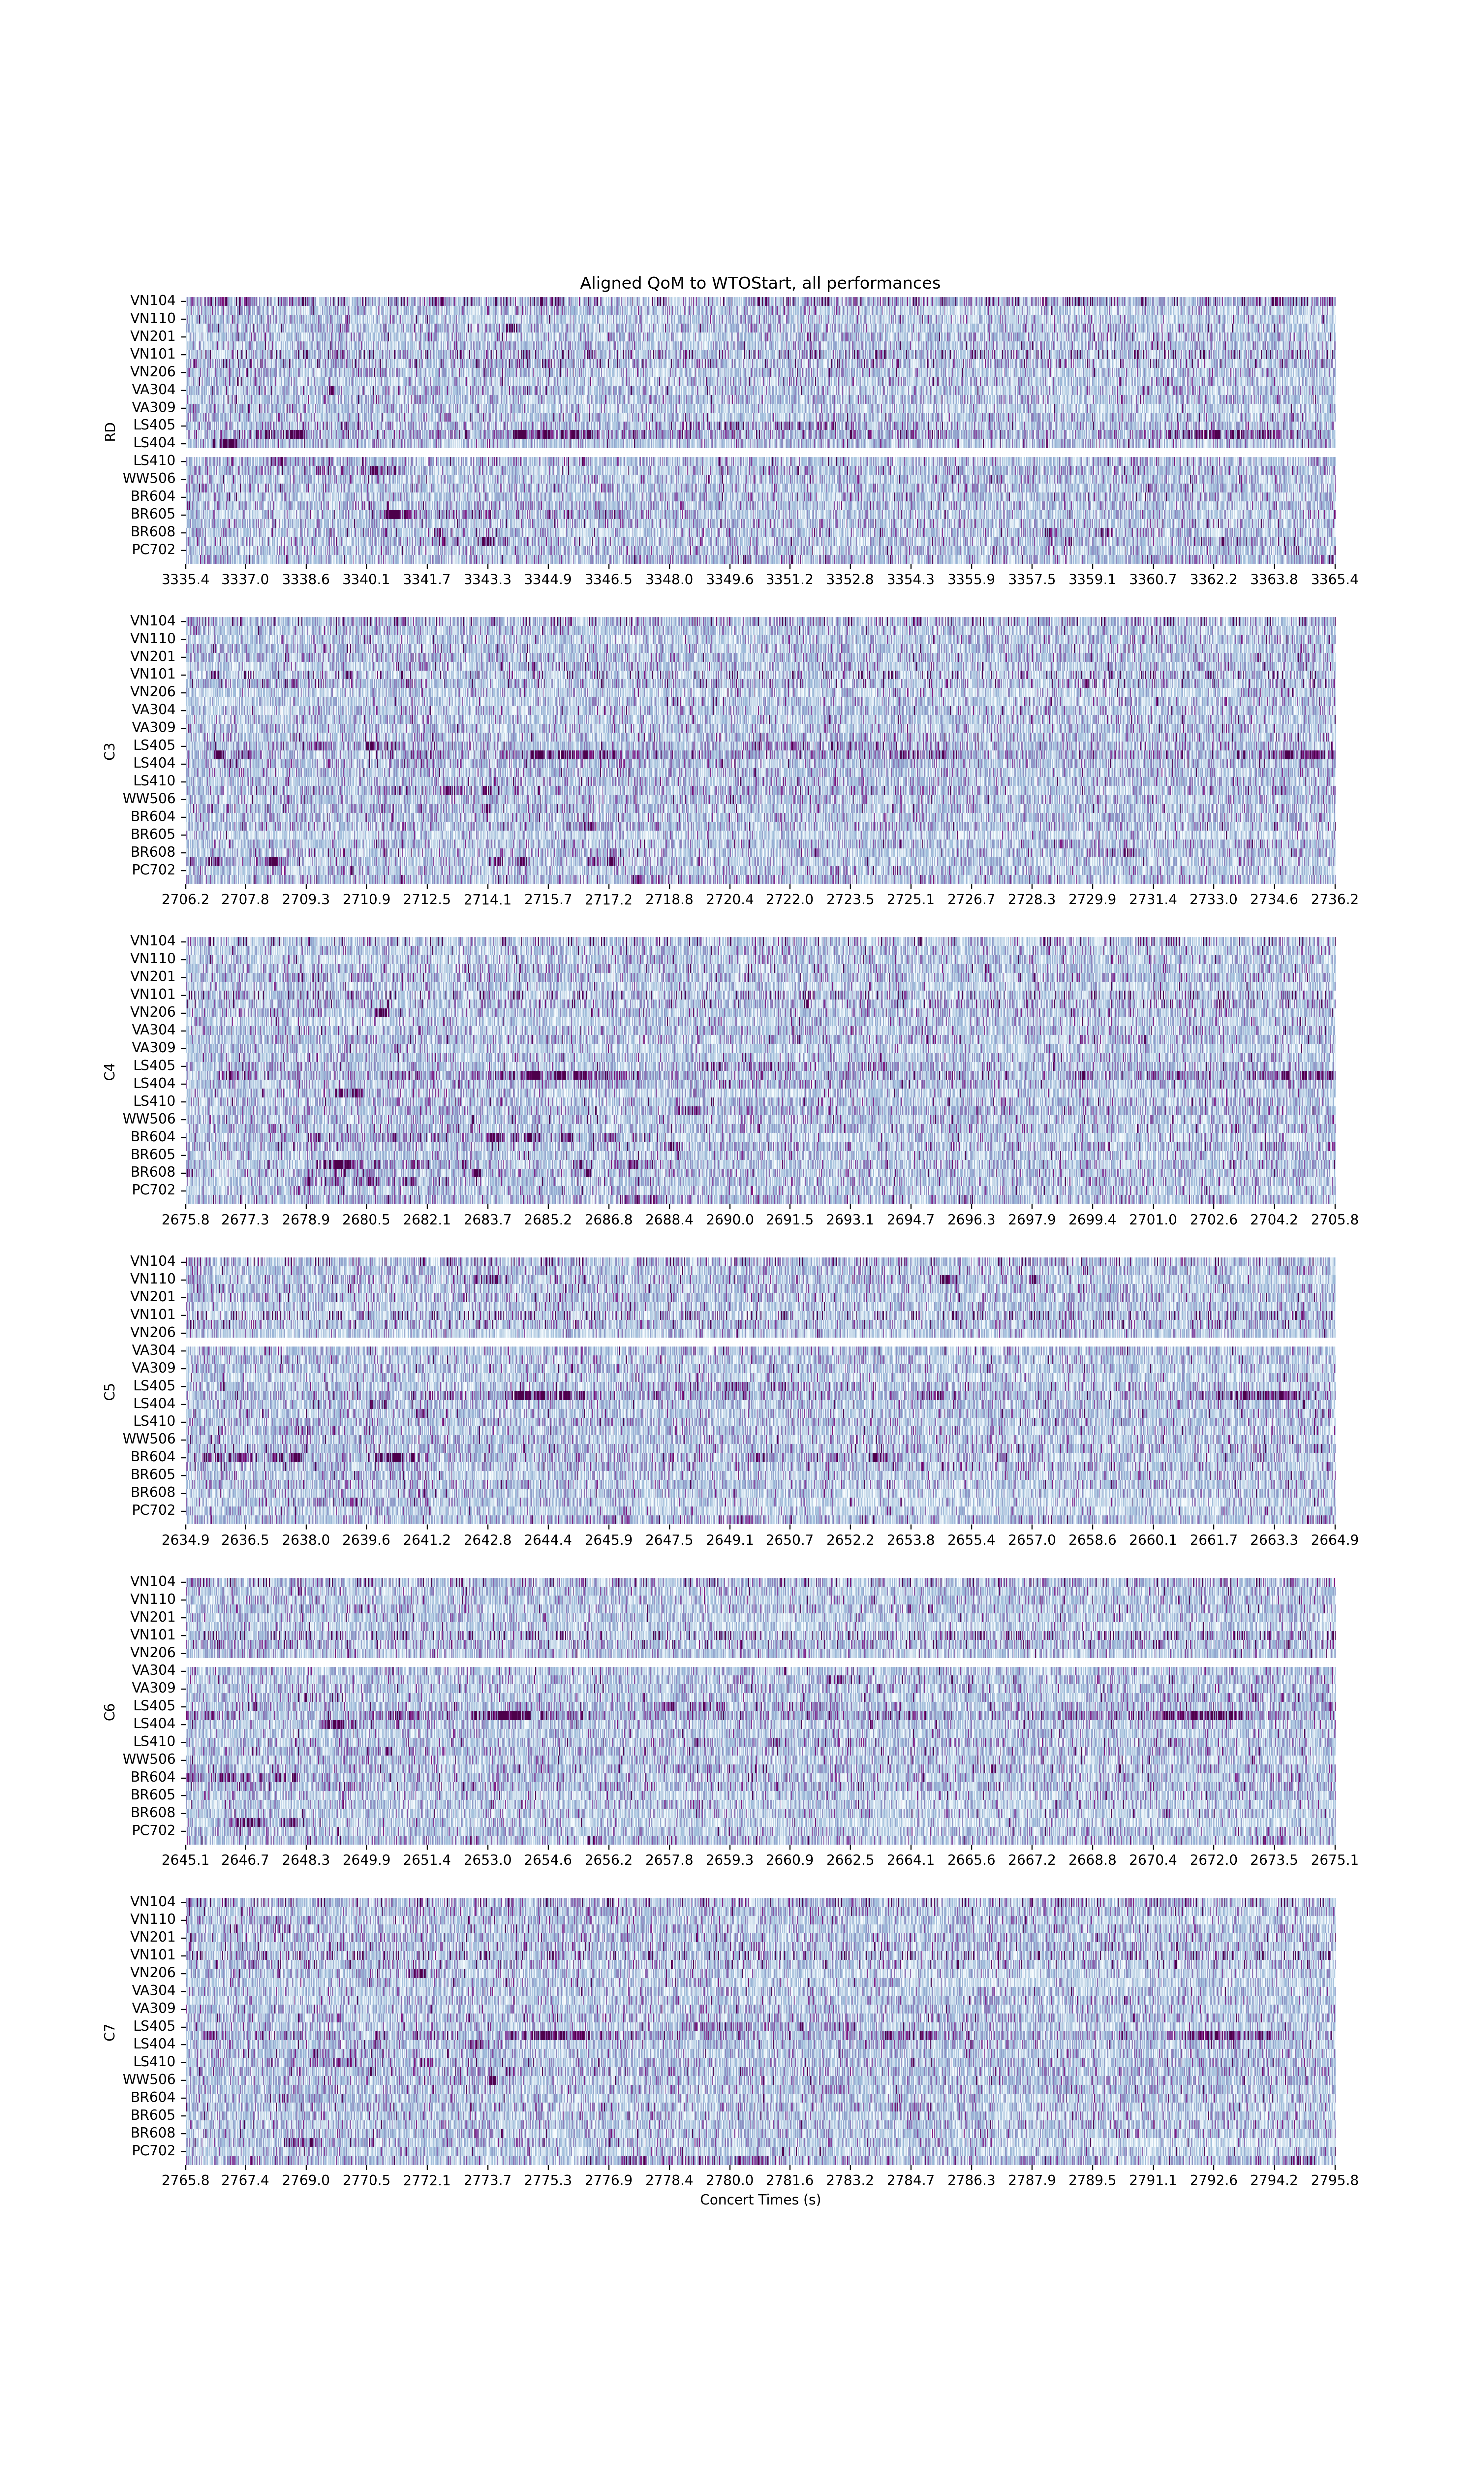 Aligned QoM to WTOStart, all performances
RD
VN104
VN110
VN201
VN101
VN206
VA304
VA309
LS405
LS404
LS410
WW506
BR604
BR605
BR608
PC702
3335.4 3337.0 3338.6 3340.1 3341.7 3343.3 3344.9 3346.5 3348.0 3349.6 3351.2 3352.8 3354.3 3355.9 3357.5 3359.1 3360.7 3362.2 3363.8 3365.4
C3
VN104
VN110
VN201
VN101
VN206
VA304
VA309
LS405
LS404
LS410
WW506
BR604
BR605
BR608
PC702
2706.2 2707.8 2709.3 2710.9 2712.5 2714.1 2715.7 2717.2 2718.8 2720.4 2722.0 2723.5 2725.1 2726.7 2728.3 2729.9 2731.4 2733.0 2734.6 2736.2
C4
VN104
VN110
VN201
VN101
VN206
VA304
VA309
LS405
LS404
LS410
WW506
BR604
BR605
BR608
PC702
2675.8 2677.3 2678.9 2680.5 2682.1 2683.7 2685.2 2686.8 2688.4 2690.0 2691.5 2693.1 2694.7 2696.3 2697.9 2699.4 2701.0 2702.6 2704.2 2705.8
C5
VN104
VN110
VN201
VN101
VN206
VA304
VA309
LS405
LS404
LS410
WW506
BR604
BR605
BR608
PC702
2634.9 2636.5 2638.0 2639.6 2641.2 2642.8 2644.4 2645.9 2647.5 2649.1 2650.7 2652.2 2653.8 2655.4 2657.0 2658.6 2660.1 2661.7 2663.3 2664.9
C6
VN104
VN110
VN201
VN101
VN206
VA304
VA309
LS405
LS404
LS410
WW506
BR604
BR605
BR608
PC702
2645.1 2646.7 2648.3 2649.9 2651.4 2653.0 2654.6 2656.2 2657.8 2659.3 2660.9 2662.5 2664.1 2665.6 2667.2 2668.8 2670.4 2672.0 2673.5 2675.1
C7
VN104
VN110
VN201
VN101
VN206
VA304
VA309
LS405
LS404
LS410
WW506
BR604
BR605
BR608
PC702
2765.8 2767.4 2769.0 2770.5 2772.1 2773.7 2775.3 2776.9 2778.4 2780.0 2781.6 2783.2 2784.7 2786.3 2787.9 2789.5 2791.1 2792.6 2794.2 2795.8
Concert Times (s)